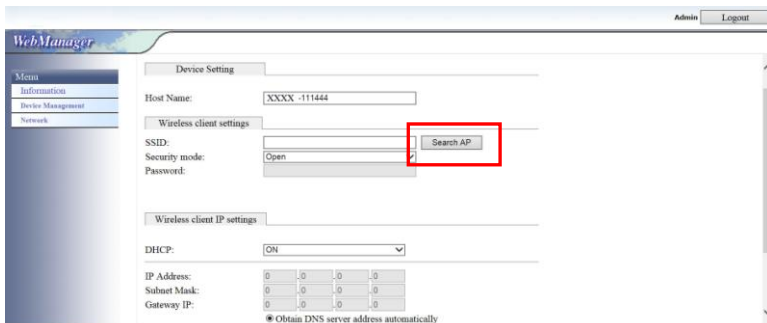 Admin Logout
WebManager
Menu
Information
Device Management
Network
Device Setting
Host Name: XXXX -111444
Wireless client settings
SSID: Search AP
Security mode: Open
Password:
Wireless client IP settings
DHCP: ON
IP Address: 0 .0 .0 .0
Subnet Mask: 0 .0 .0 .0
Gateway IP: 0 .0 .0 .0
Obtain DNS server address automatically